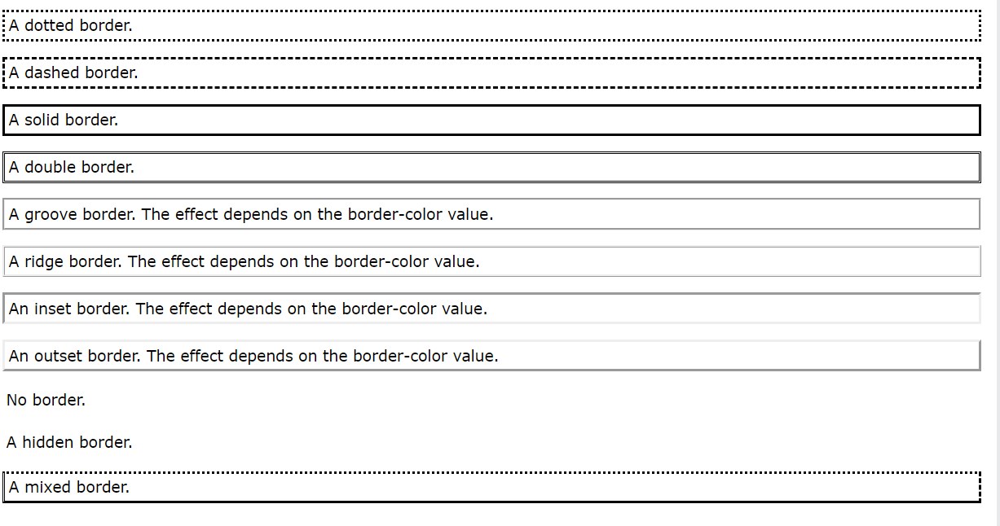 A dotted border.
A dashed border.
A solid border.
A double border.
A groove border. The effect depends on the border-color value.
A ridge border. The effect depends on the border-color value.
An inset border. The effect depends on the border-color value.
An outset border. The effect depends on the border-color value.
No border.
A hidden border.
A mixed border.